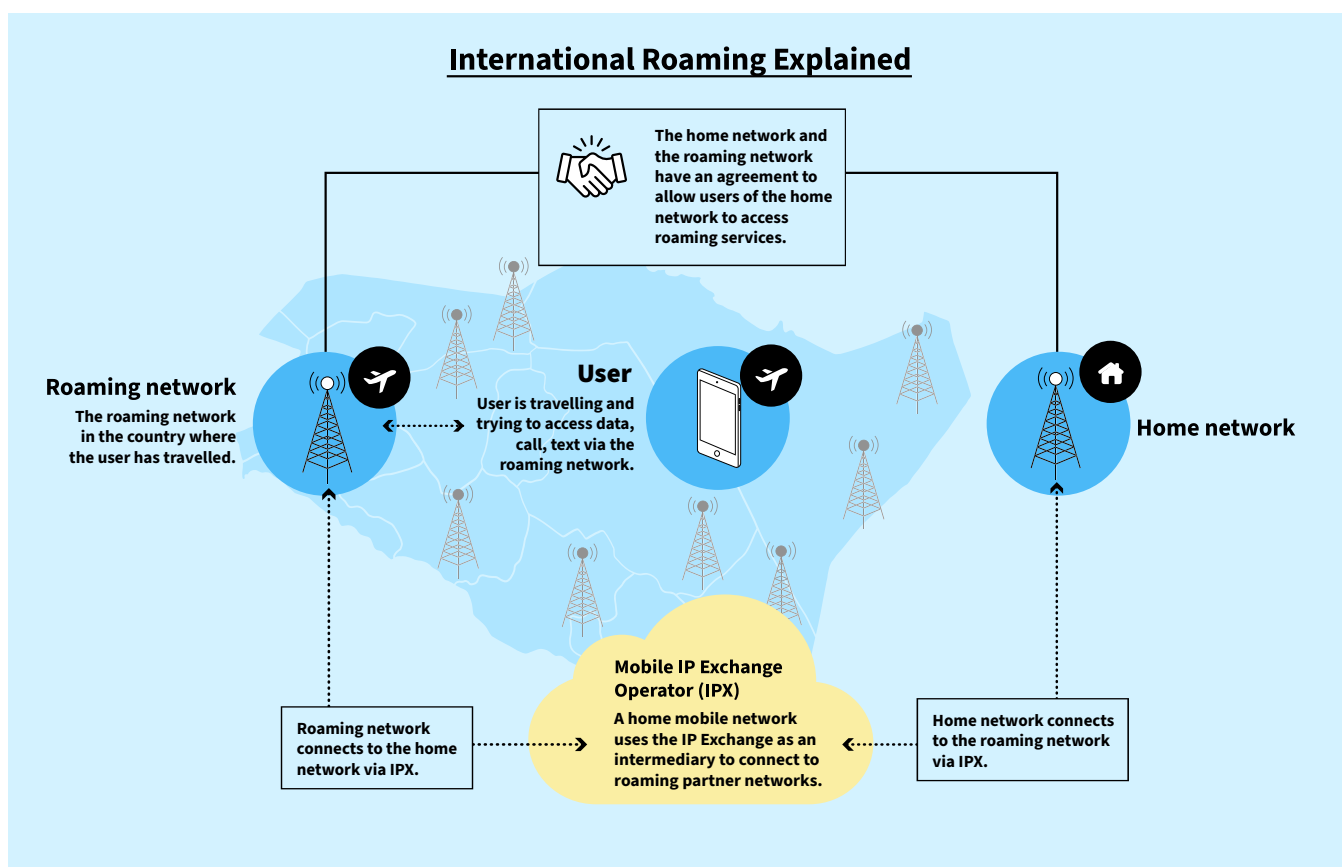 International Roaming Explained
The home network and
the roaming network
have an agreement to
allow users of the home
network to access
roaming services.
Roaming network
The roaming network
in the country where
the user has travelled.
User
User is travelling and
trying to access data,
call, text via the
roaming network.
Home network
Mobile IP Exchange
Operator (IPX)
A home mobile network
uses the IP Exchange as an
intermediary to connect to
roaming partner networks.
Roaming network
connects to the home
network via IPX.
Home network connects
to the roaming network
via IPX.